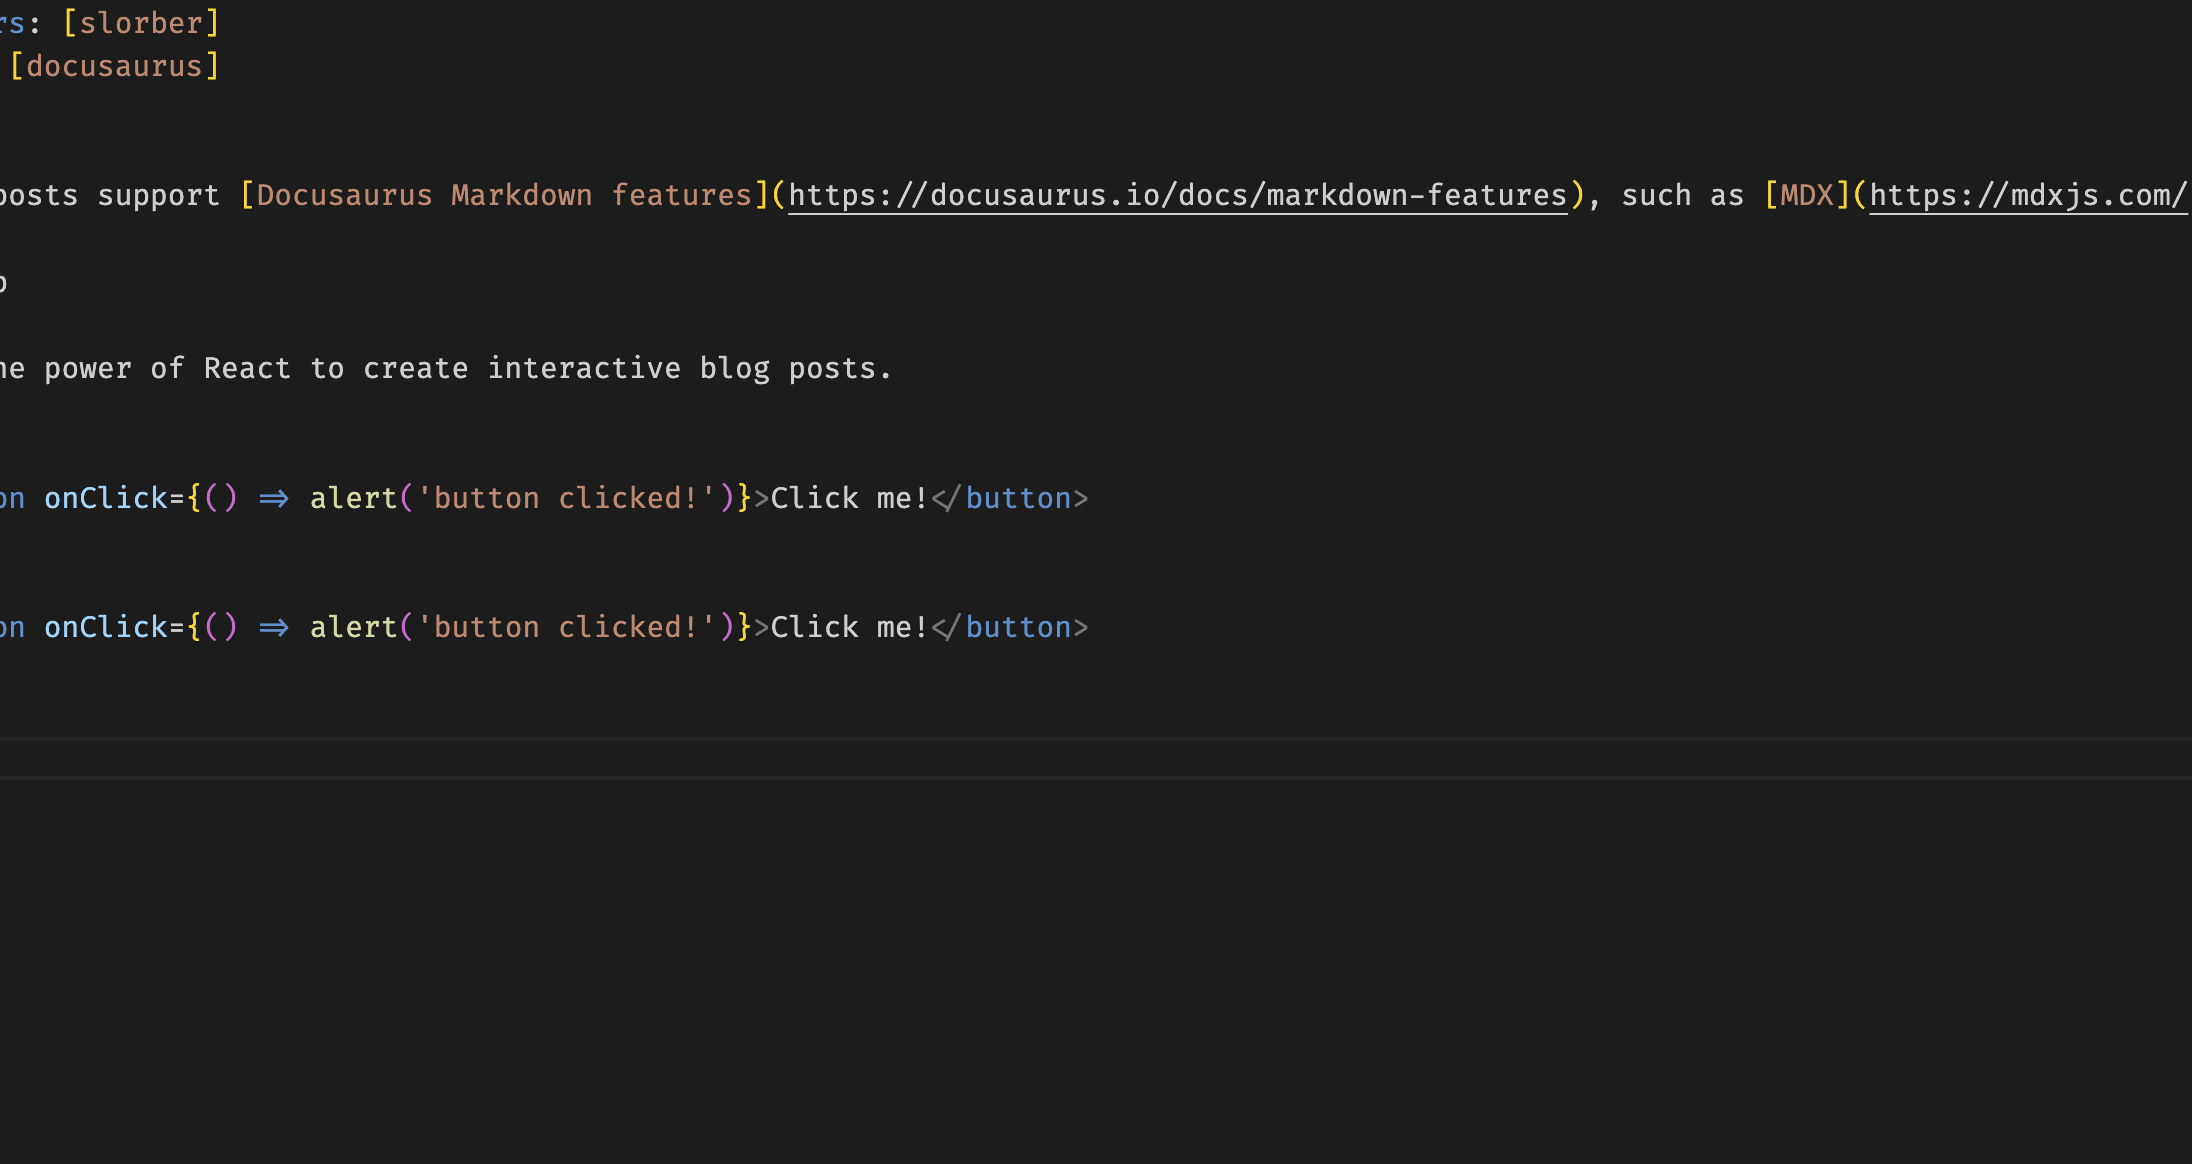 rs: [slorber]
[docusaurus]
posts support [Docusaurus Markdown features](https://docusaurus.io/docs/markdown-features), such as [MDX](https://mdxjs.com/
p
he power of React to create interactive blog posts.
on onClick={() => alert('button clicked!')}>Click me!</button>
on onClick={() => alert('button clicked!')}>Click me!</button>